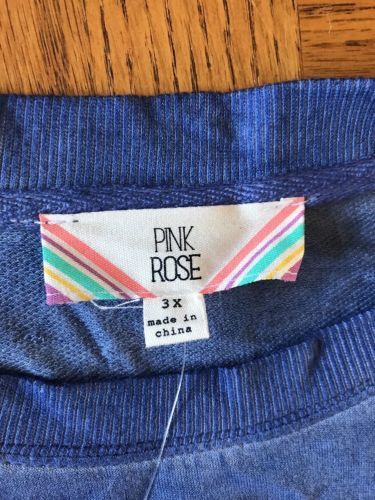 PINK
ROSE
3X
made in
china